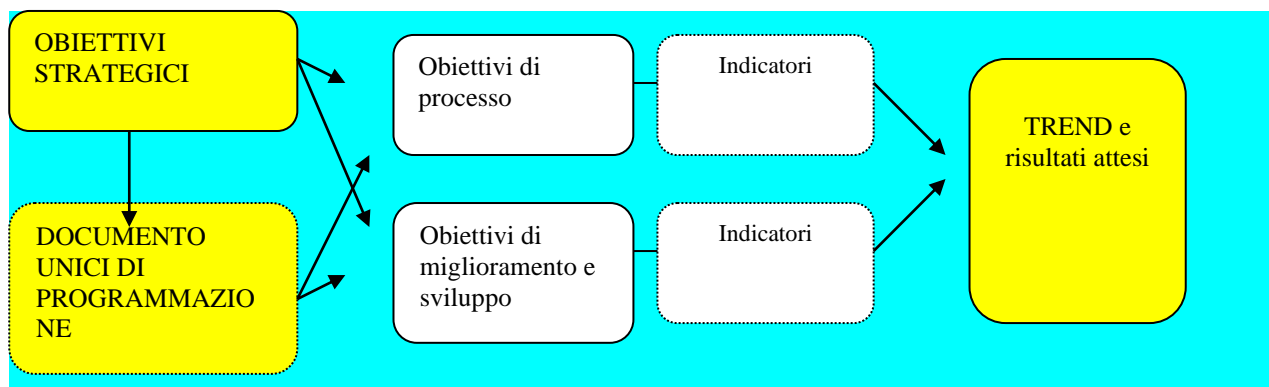 OBIETTIVI
STRATEGICI
DOCUMENTO
UNICI DI
PROGRAMMAZIO
NE
Obiettivi di
processo
Indicatori
Obiettivi di
miglioramento e
sviluppo
Indicatori
TREND e
risultati attesi